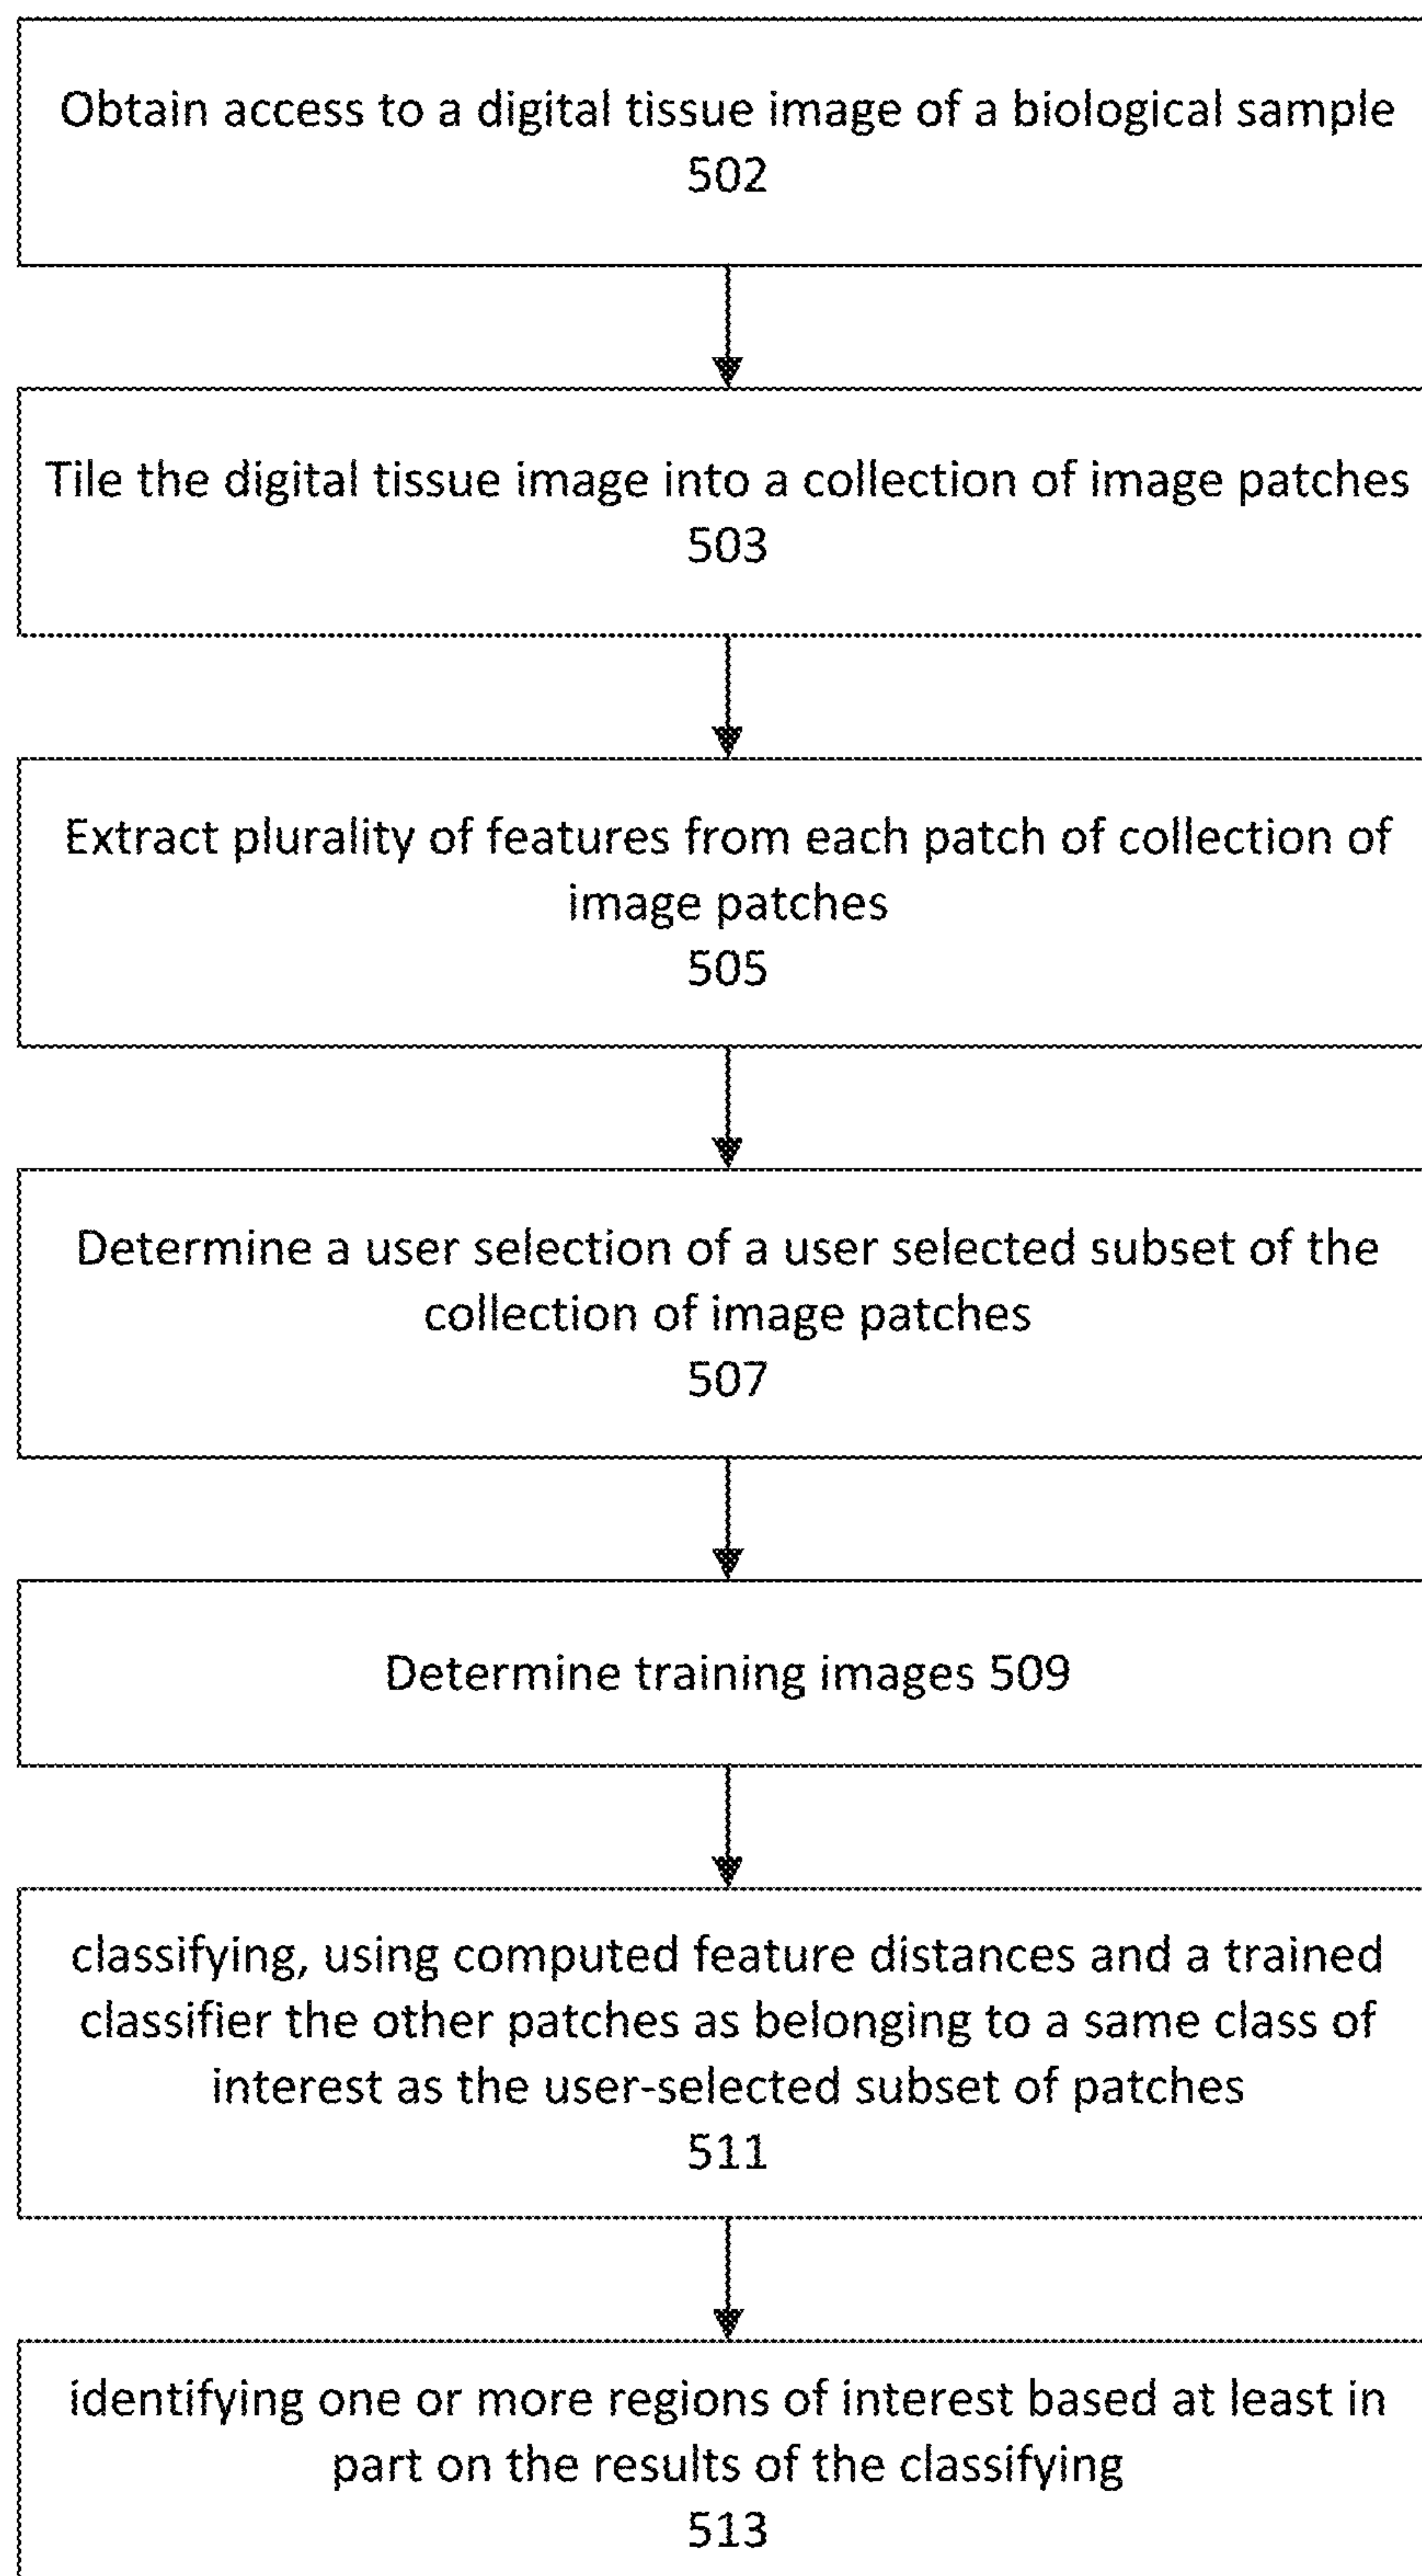 Obtain access to a digital tissue image of a biological sample
502
Tile the digital tissue image into a collection of image patches
503
Extract plurality of features from each patch of collection of
image patches
505
Determine a user selection of a user selected subset of the
collection of image patches
507
Determine training images 509
classifying, using computed feature distances and a trained
classifier the other patches as belonging to a same class of
interest as the user-selected subset of patches
511
identifying one or more regions of interest based at least in
part on the results of the classifying
513